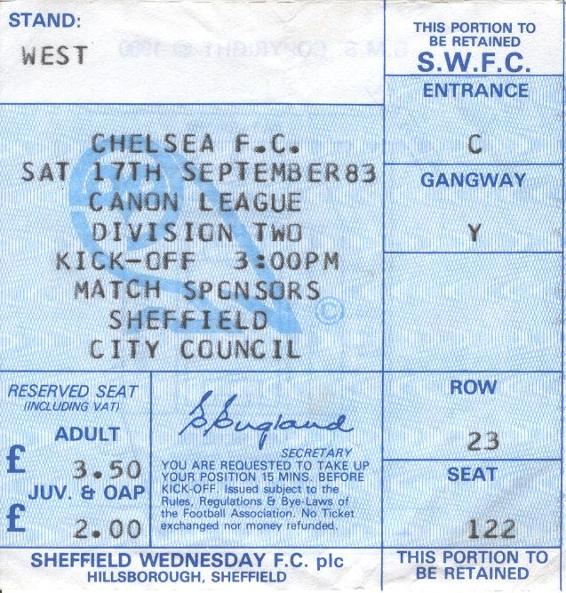 STAND:
WEST
THIS PORTION TO
BE RETAINED
S.W.F.C.
ENTRANCE
C
GANGWAY
Y
CHELSEA F.C.
SAT 17TH SEPTEMBER83
CANON LEAGUE
DIVISION TWO
KICK-OFF 3:00PM
MATCH SPONSORS
SHEFFIELD
CITY COUNCIL
©
RESERVED SEAT
(INCLUDING VAT)
ADULT
£ 3.50
JUV. & OAP
£ 2.00
SECRETARY
YOU ARE REQUESTED TO TAKE UP
YOUR POSITION 15 MINS. BEFORE
KICK-OFF. Issued subject to the
Rules, Regulations & Bye-Laws of
the Football Association. No Ticket
exchanged nor money refunded.
ROW
23
SEAT
122
SHEFFIELD WEDNESDAY F.C. plc
HILLSBOROUGH, SHEFFIELD
THIS PORTION TO
BE RETAINED